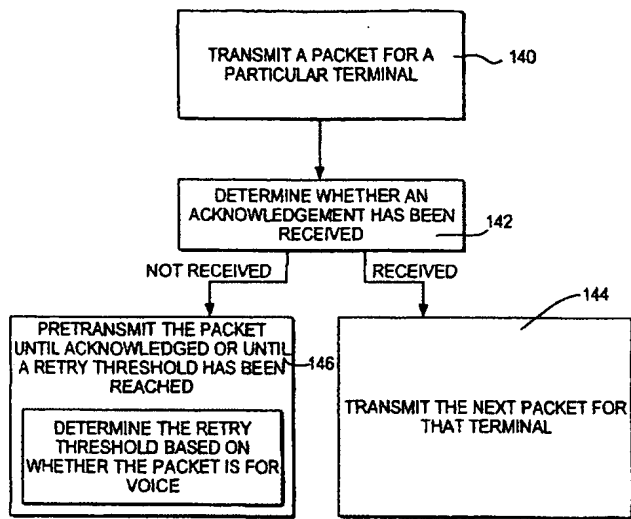 TRANSMIT A PACKET FOR A
PARTICULAR TERMINAL
140
DETERMINE WHETHER AN
ACKNOWLEDGEMENT HAS BEEN
RECEIVED
142
NOT RECEIVED
RECEIVED
PRETRANSMIT THE PACKET
UNTIL ACKNOWLEDGED OR UNTIL
A RETRY THRESHOLD HAS BEEN
REACHED
146
DETERMINE THE RETRY
THRESHOLD BASED ON
WHETHER THE PACKET IS FOR
VOICE
144
TRANSMIT THE NEXT PACKET FOR
THAT TERMINAL